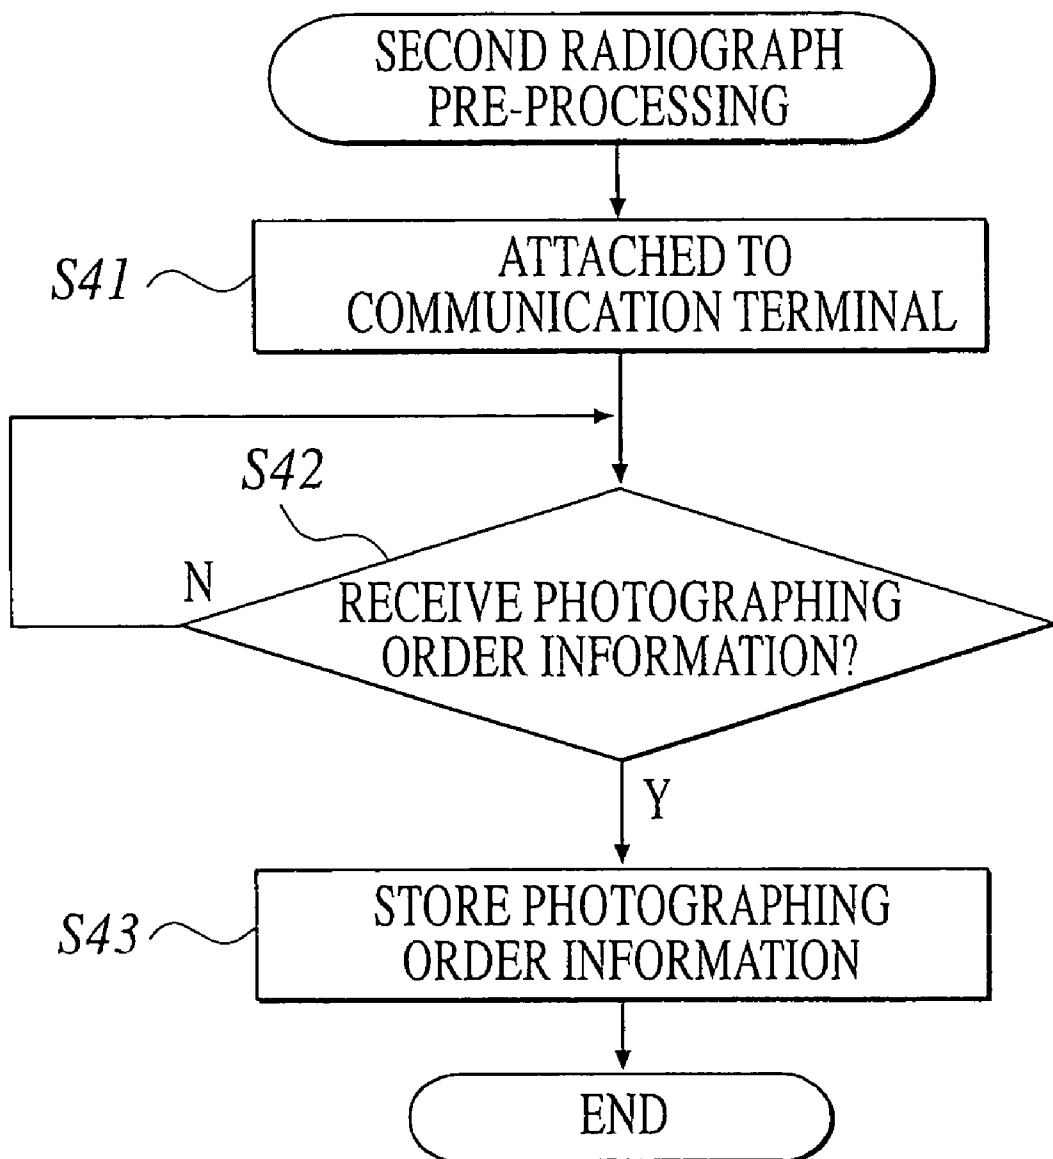 SECOND RADIOGRAPH
PRE-PROCESSING
S41
ATTACHED TO
COMMUNICATION TERMINAL
S42
N
RECEIVE PHOTOGRAPHING
ORDER INFORMATION?
Y
S43
STORE PHOTOGRAPHING
ORDER INFORMATION
END